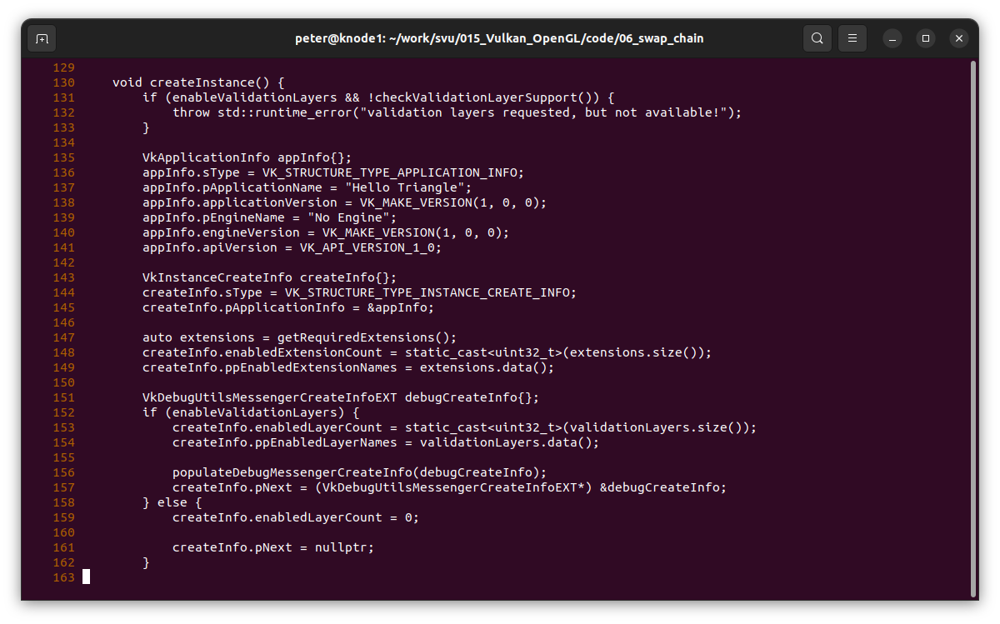 peter@knode1: ~/work/svu/015_Vulkan_OpenGL/code/06_swap_chain
129
130     void createInstance() {
131         if (enableValidationLayers && !checkValidationLayerSupport()) {
132             throw std::runtime_error("validation layers requested, but not available!");
133         }
134
135         VkApplicationInfo appInfo{};
136         appInfo.sType = VK_STRUCTURE_TYPE_APPLICATION_INFO;
137         appInfo.pApplicationName = "Hello Triangle";
138         appInfo.applicationVersion = VK_MAKE_VERSION(1, 0, 0);
139         appInfo.pEngineName = "No Engine";
140         appInfo.engineVersion = VK_MAKE_VERSION(1, 0, 0);
141         appInfo.apiVersion = VK_API_VERSION_1_0;
142
143         VkInstanceCreateInfo createInfo{};
144         createInfo.sType = VK_STRUCTURE_TYPE_INSTANCE_CREATE_INFO;
145         createInfo.pApplicationInfo = &appInfo;
146
147         auto extensions = getRequiredExtensions();
148         createInfo.enabledExtensionCount = static_cast<uint32_t>(extensions.size());
149         createInfo.ppEnabledExtensionNames = extensions.data();
150
151         VkDebugUtilsMessengerCreateInfoEXT debugCreateInfo{};
152         if (enableValidationLayers) {
153             createInfo.enabledLayerCount = static_cast<uint32_t>(validationLayers.size());
154             createInfo.ppEnabledLayerNames = validationLayers.data();
155
156             populateDebugMessengerCreateInfo(debugCreateInfo);
157             createInfo.pNext = (VkDebugUtilsMessengerCreateInfoEXT*) &debugCreateInfo;
158         } else {
159             createInfo.enabledLayerCount = 0;
160
161             createInfo.pNext = nullptr;
162         }
163